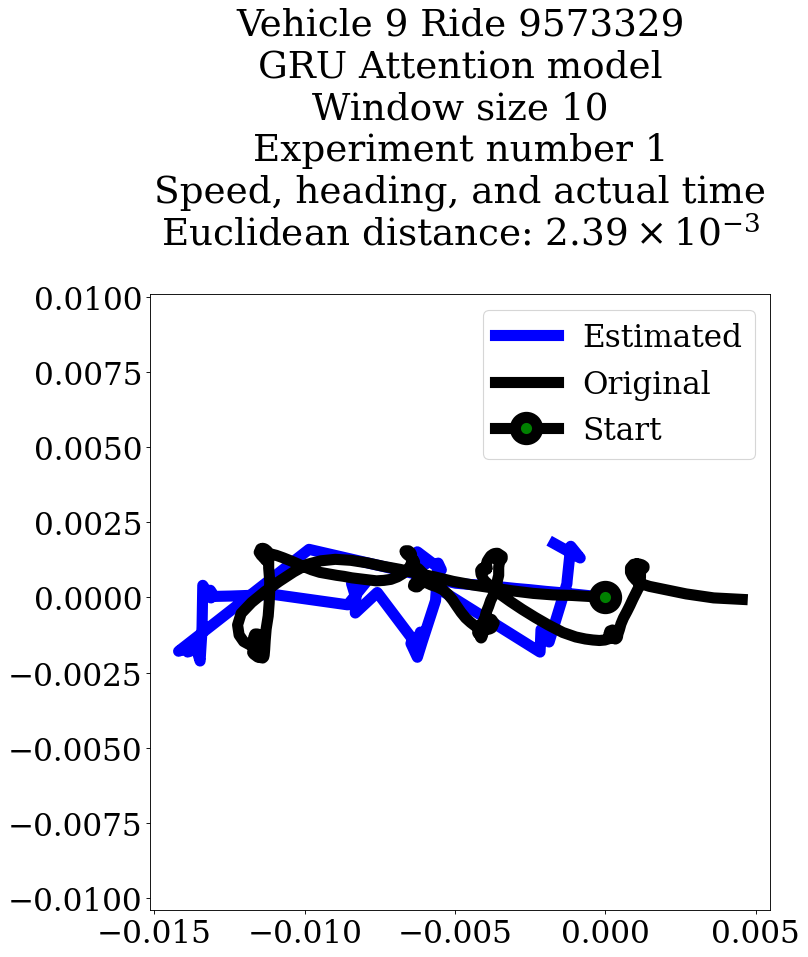 Vehicle 9 Ride 9573329
GRU Attention model
Window size 10
Experiment number 1
Speed, heading, and actual time
Euclidean distance: 2.39 × 10⁻³
0.0100
0.0075
0.0050
0.0025
0.0000
−0.0025
−0.0050
−0.0075
−0.0100
Estimated
Original
Start
−0.015 −0.010 −0.005 0.000 0.005